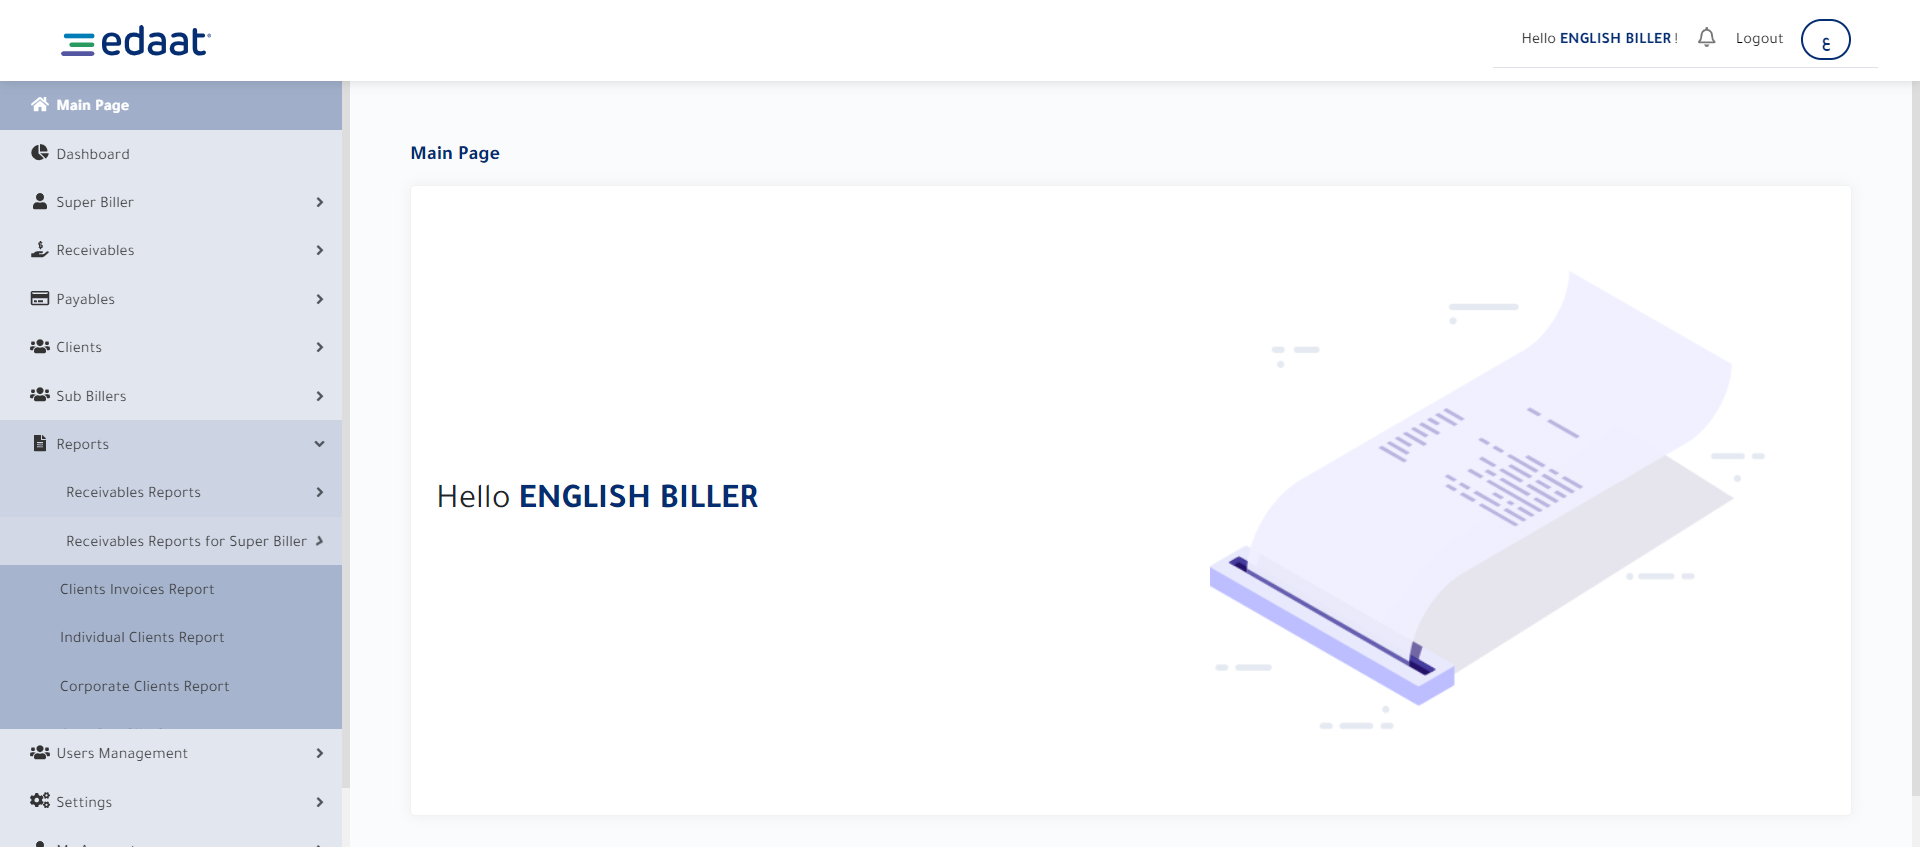 edaat
Hello ENGLISH BILLER !
Logout
ع
Main Page
Dashboard
Super Biller
Receivables
Payables
Clients
Sub Billers
Reports
Receivables Reports
Receivables Reports for Super Biller
Clients Invoices Report
Individual Clients Report
Corporate Clients Report
Users Management
Settings
Main Page
Hello ENGLISH BILLER